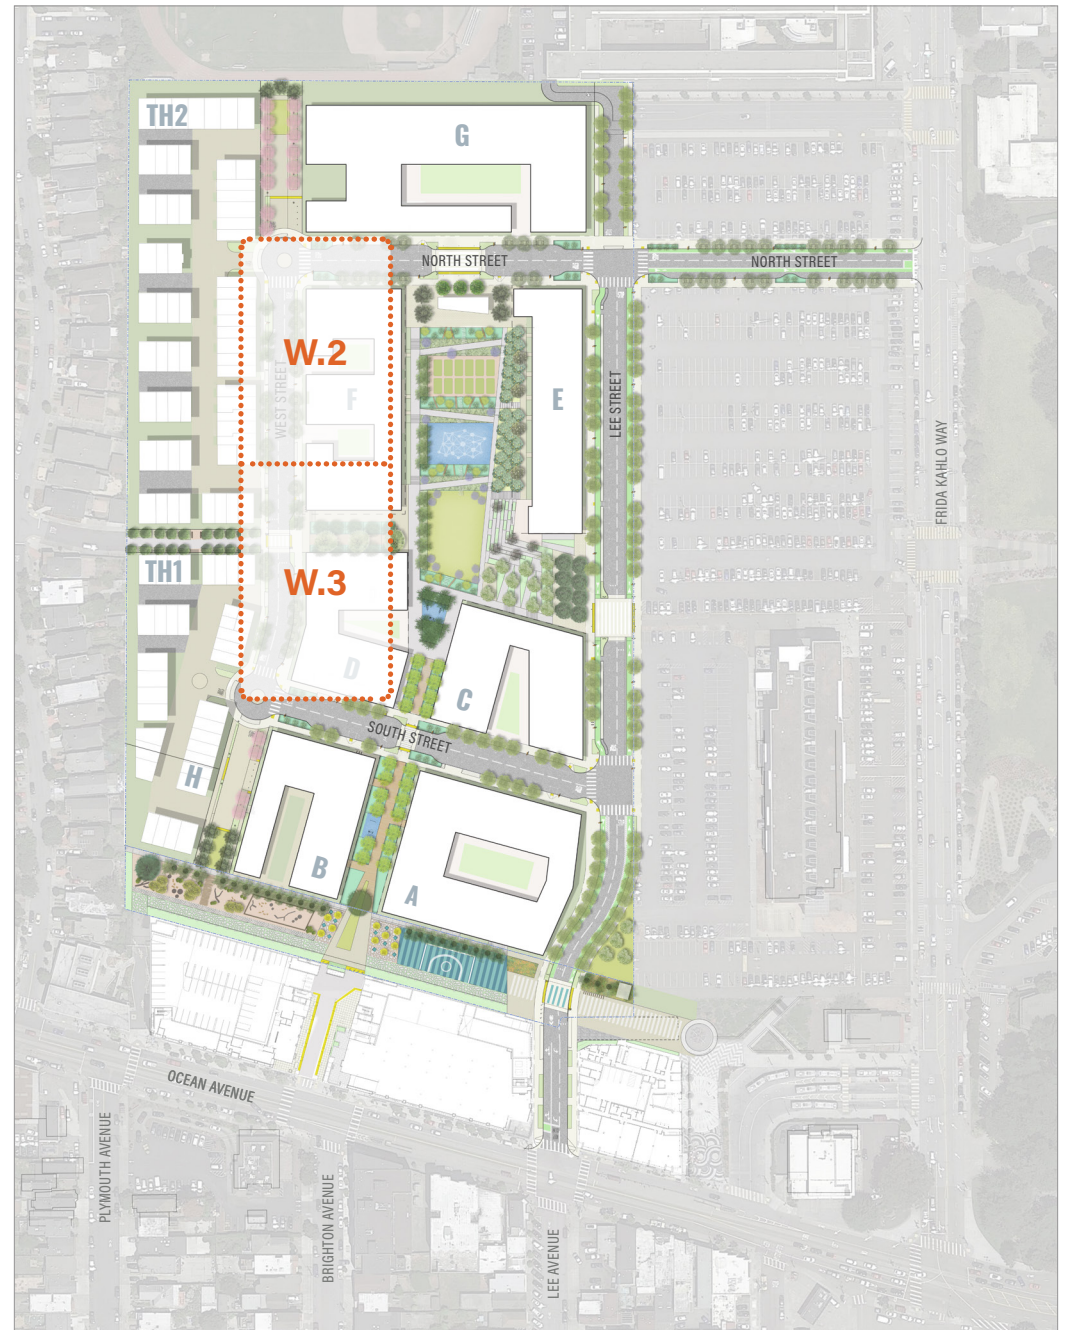 TH2
G
NORTH STREET
NORTH STREET
W.2
WEST STREET
F
E
LEE STREET
FRIDA KAHLO WAY
TH1
W.3
D
C
SOUTH STREET
H
B
A
OCEAN AVENUE
PLYMOUTH AVENUE
BRIGHTON AVENUE
LEE AVENUE